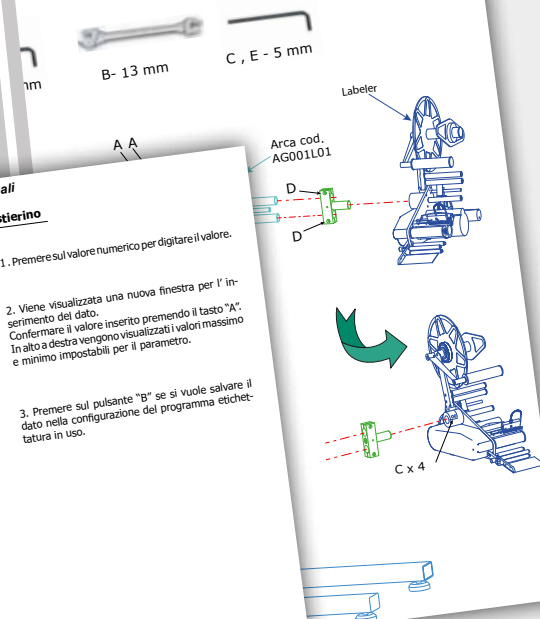 mm
B- 13 mm
C , E - 5 mm
Labeler
A A
Arca cod.
AG001L01
D
D
C x 4
ali
stierino
1 . Premere sul valore numerico per digitare il valore.
2. Viene visualizzata una nuova finestra per l’ in-
serimento del dato.
Confermare il valore inserito premendo il tasto “A”.
In alto a destra vengono visualizzati i valori massimo
e minimo impostabili per il parametro.
3. Premere sul pulsante “B” se si vuole salvare il
dato nella configurazione del programma etichet-
tatura in uso.